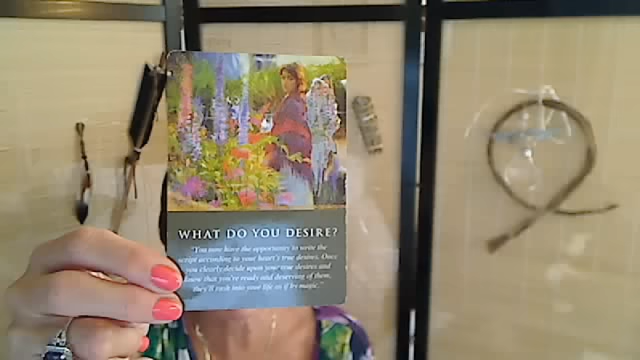 WHAT DO YOU DESIRE?
"You now have the opportunity to write the
script according to your heart's true desires. Once
you clearly decide upon your true desires and
know that you're ready and deserving of them,
they'll rush into your life as if by magic."